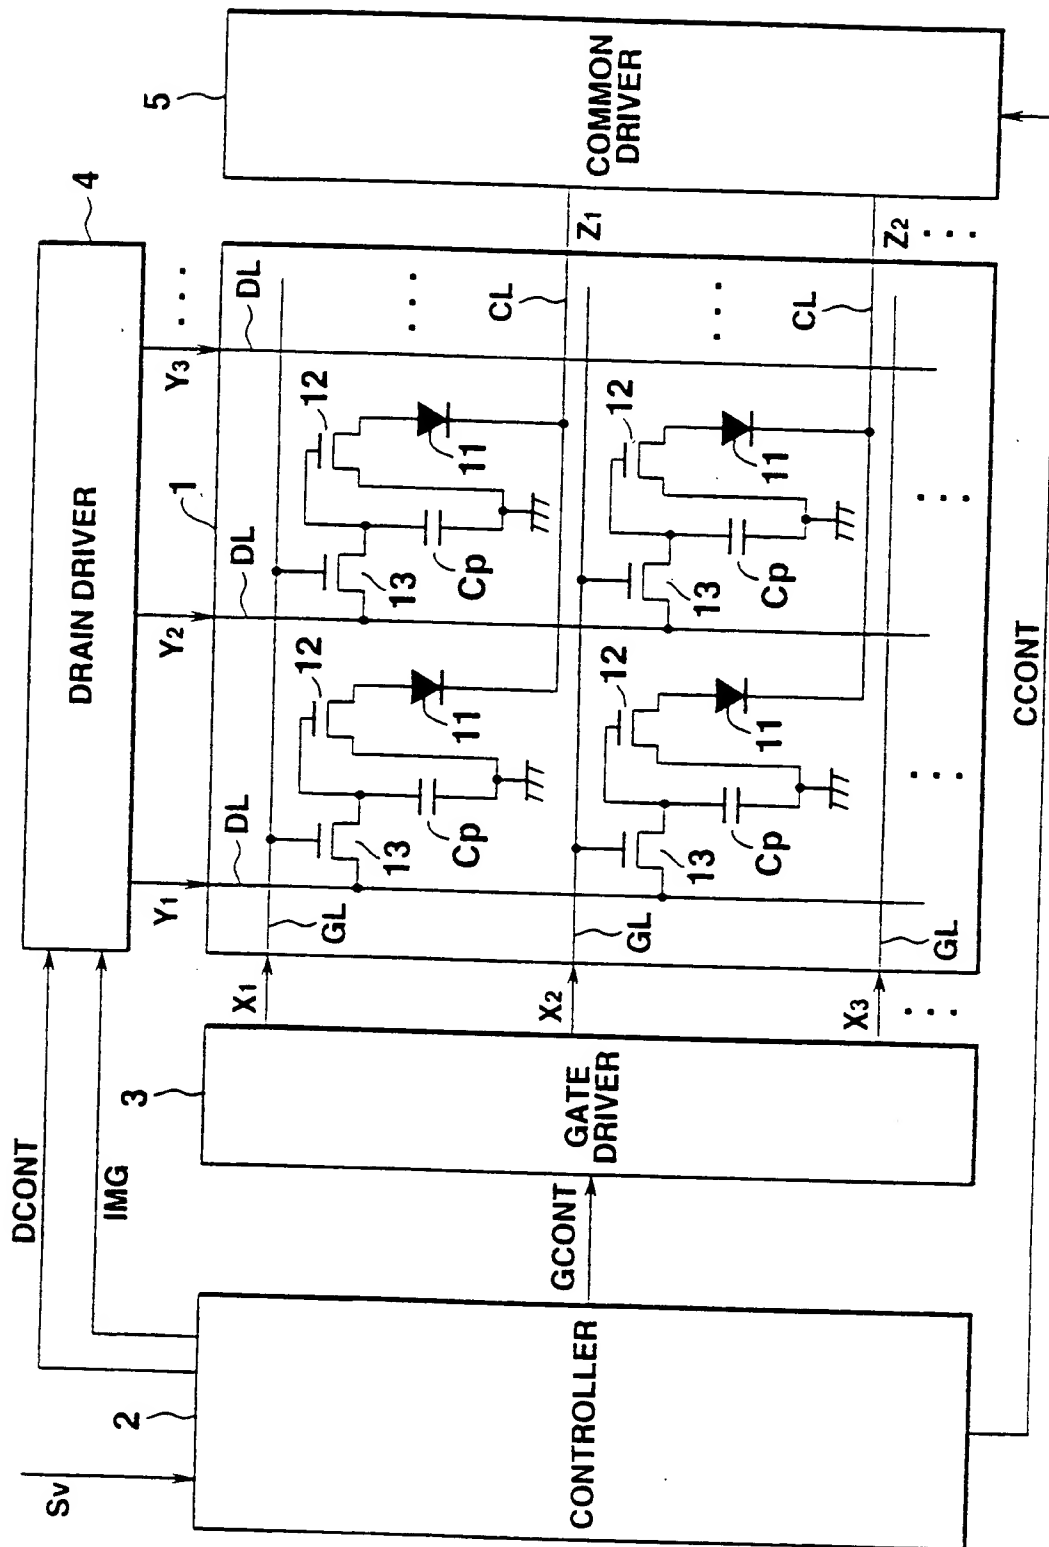 5
COMMON
DRIVER
4
DRAIN DRIVER
Z1
Z2
DL
DL
DL
CL
CL
Y3
Y2
Y1
1
12
11
13
Cp
12
11
13
Cp
12
11
13
Cp
12
11
13
Cp
GL
GL
GL
X1
X2
X3
3
GATE
DRIVER
DCONT
IMG
GCONT
CCONT
2
CONTROLLER
Sv